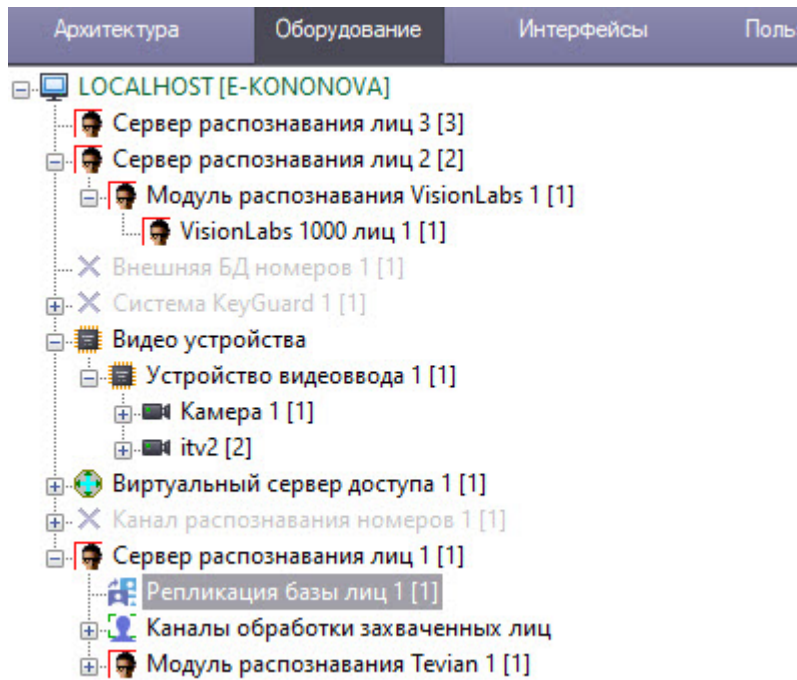 Архитектура Оборудование Интерфейсы Поль
LOCALHOST [E-KONONOVA]
Сервер распознавания лиц 3 [3]
Сервер распознавания лиц 2 [2]
Модуль распознавания VisionLabs 1 [1]
VisionLabs 1000 лиц 1 [1]
Внешняя БД номеров 1 [1]
Система KeyGuard 1 [1]
Видео устройства
Устройство видеоввода 1 [1]
Камера 1 [1]
itv2 [2]
Виртуальный сервер доступа 1 [1]
Канал распознавания номеров 1 [1]
Сервер распознавания лиц 1 [1]
Репликация базы лиц 1 [1]
Каналы обработки захваченных лиц
Модуль распознавания Tevian 1 [1]